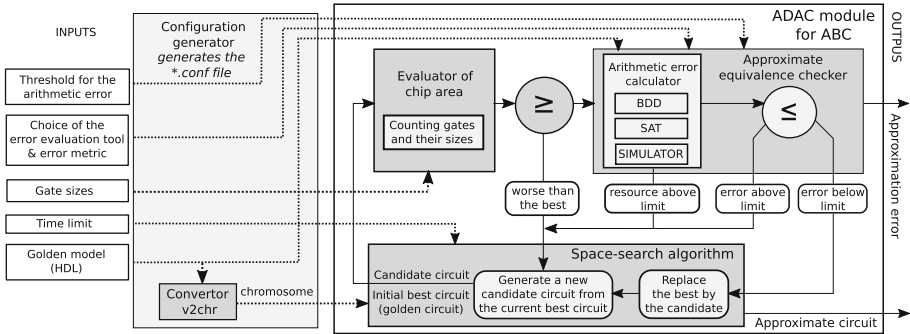 INPUTS
Threshold for the
arithmetic error
Choice of the
error evaluation tool
& error metric
Gate sizes
Time limit
Golden model
(HDL)
Configuration
generator
generates the
*.conf file
Convertor
v2chr
chromosome
ADAC module
for ABC
Evaluator of
chip area
Counting gates
and their sizes
≥
Approximate
equivalence checker
Arithmetic error
calculator
BDD
SAT
SIMULATOR
≤
worse than
the best
resource above
limit
error above
limit
error below
limit
Space-search algorithm
Candidate circuit
Initial best circuit
(golden circuit)
Generate a new
candidate circuit from
the current best circuit
Replace
the best by
the candidate
OUTPUS
Approximation error
Approximate circuit